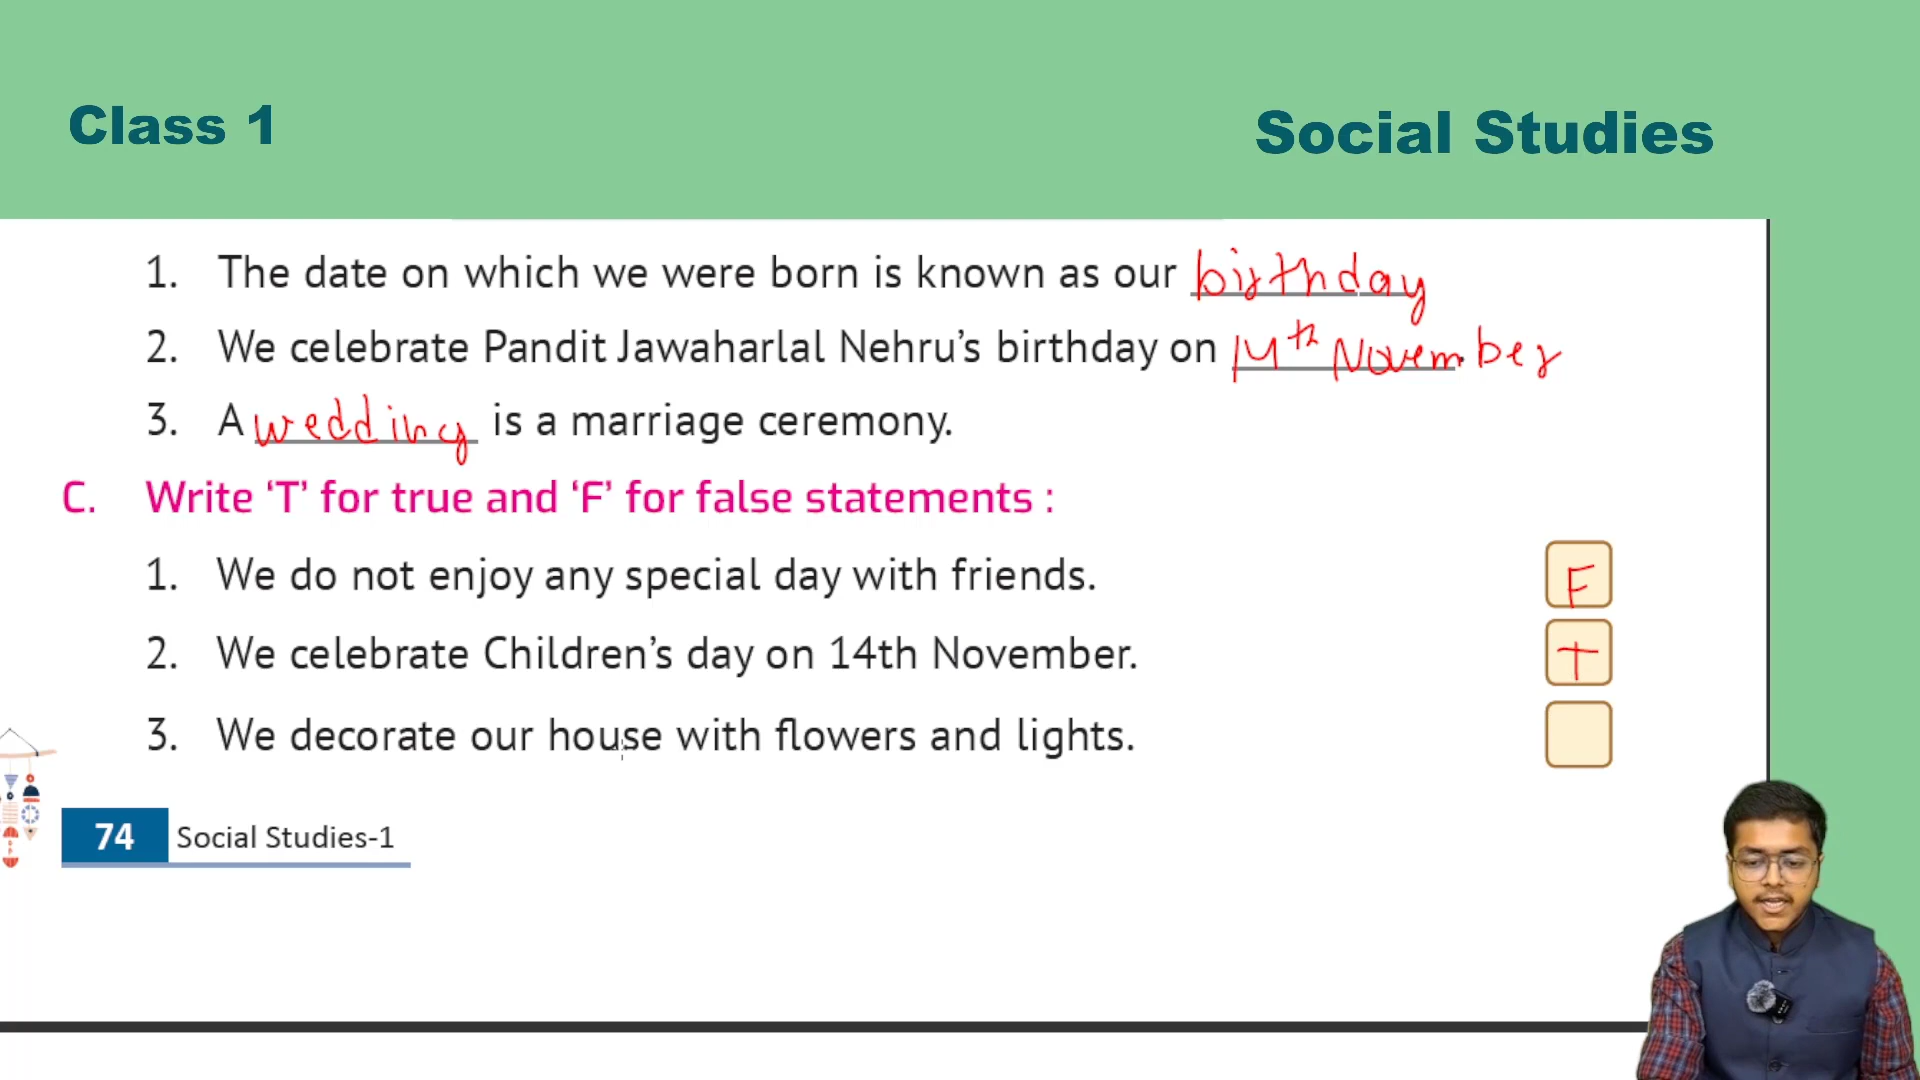 Class 1
Social Studies
1. The date on which we were born is known as our birthday
2. We celebrate Pandit Jawaharlal Nehru’s birthday on 14th November
3. A wedding is a marriage ceremony.
C. Write ‘T’ for true and ‘F’ for false statements :
1. We do not enjoy any special day with friends. F
2. We celebrate Children’s day on 14th November. T
3. We decorate our house with flowers and lights.
74 Social Studies-1